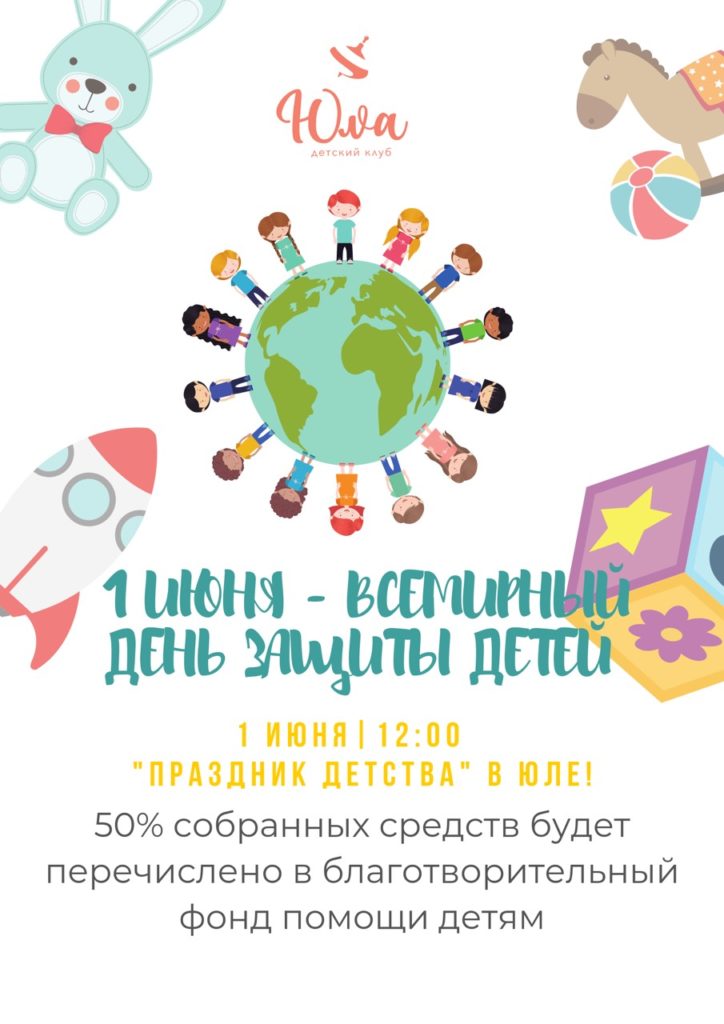 Юла
детский клуб
1 ИЮНЯ - ВСЕМИРНЫЙ
ДЕНЬ ЗАЩИТЫ ДЕТЕЙ
1 ИЮНЯ|12:00
"ПРАЗДНИК ДЕТСТВА" В ЮЛЕ!
50% собранных средств будет
перечислено в благотворительный
фонд помощи детям